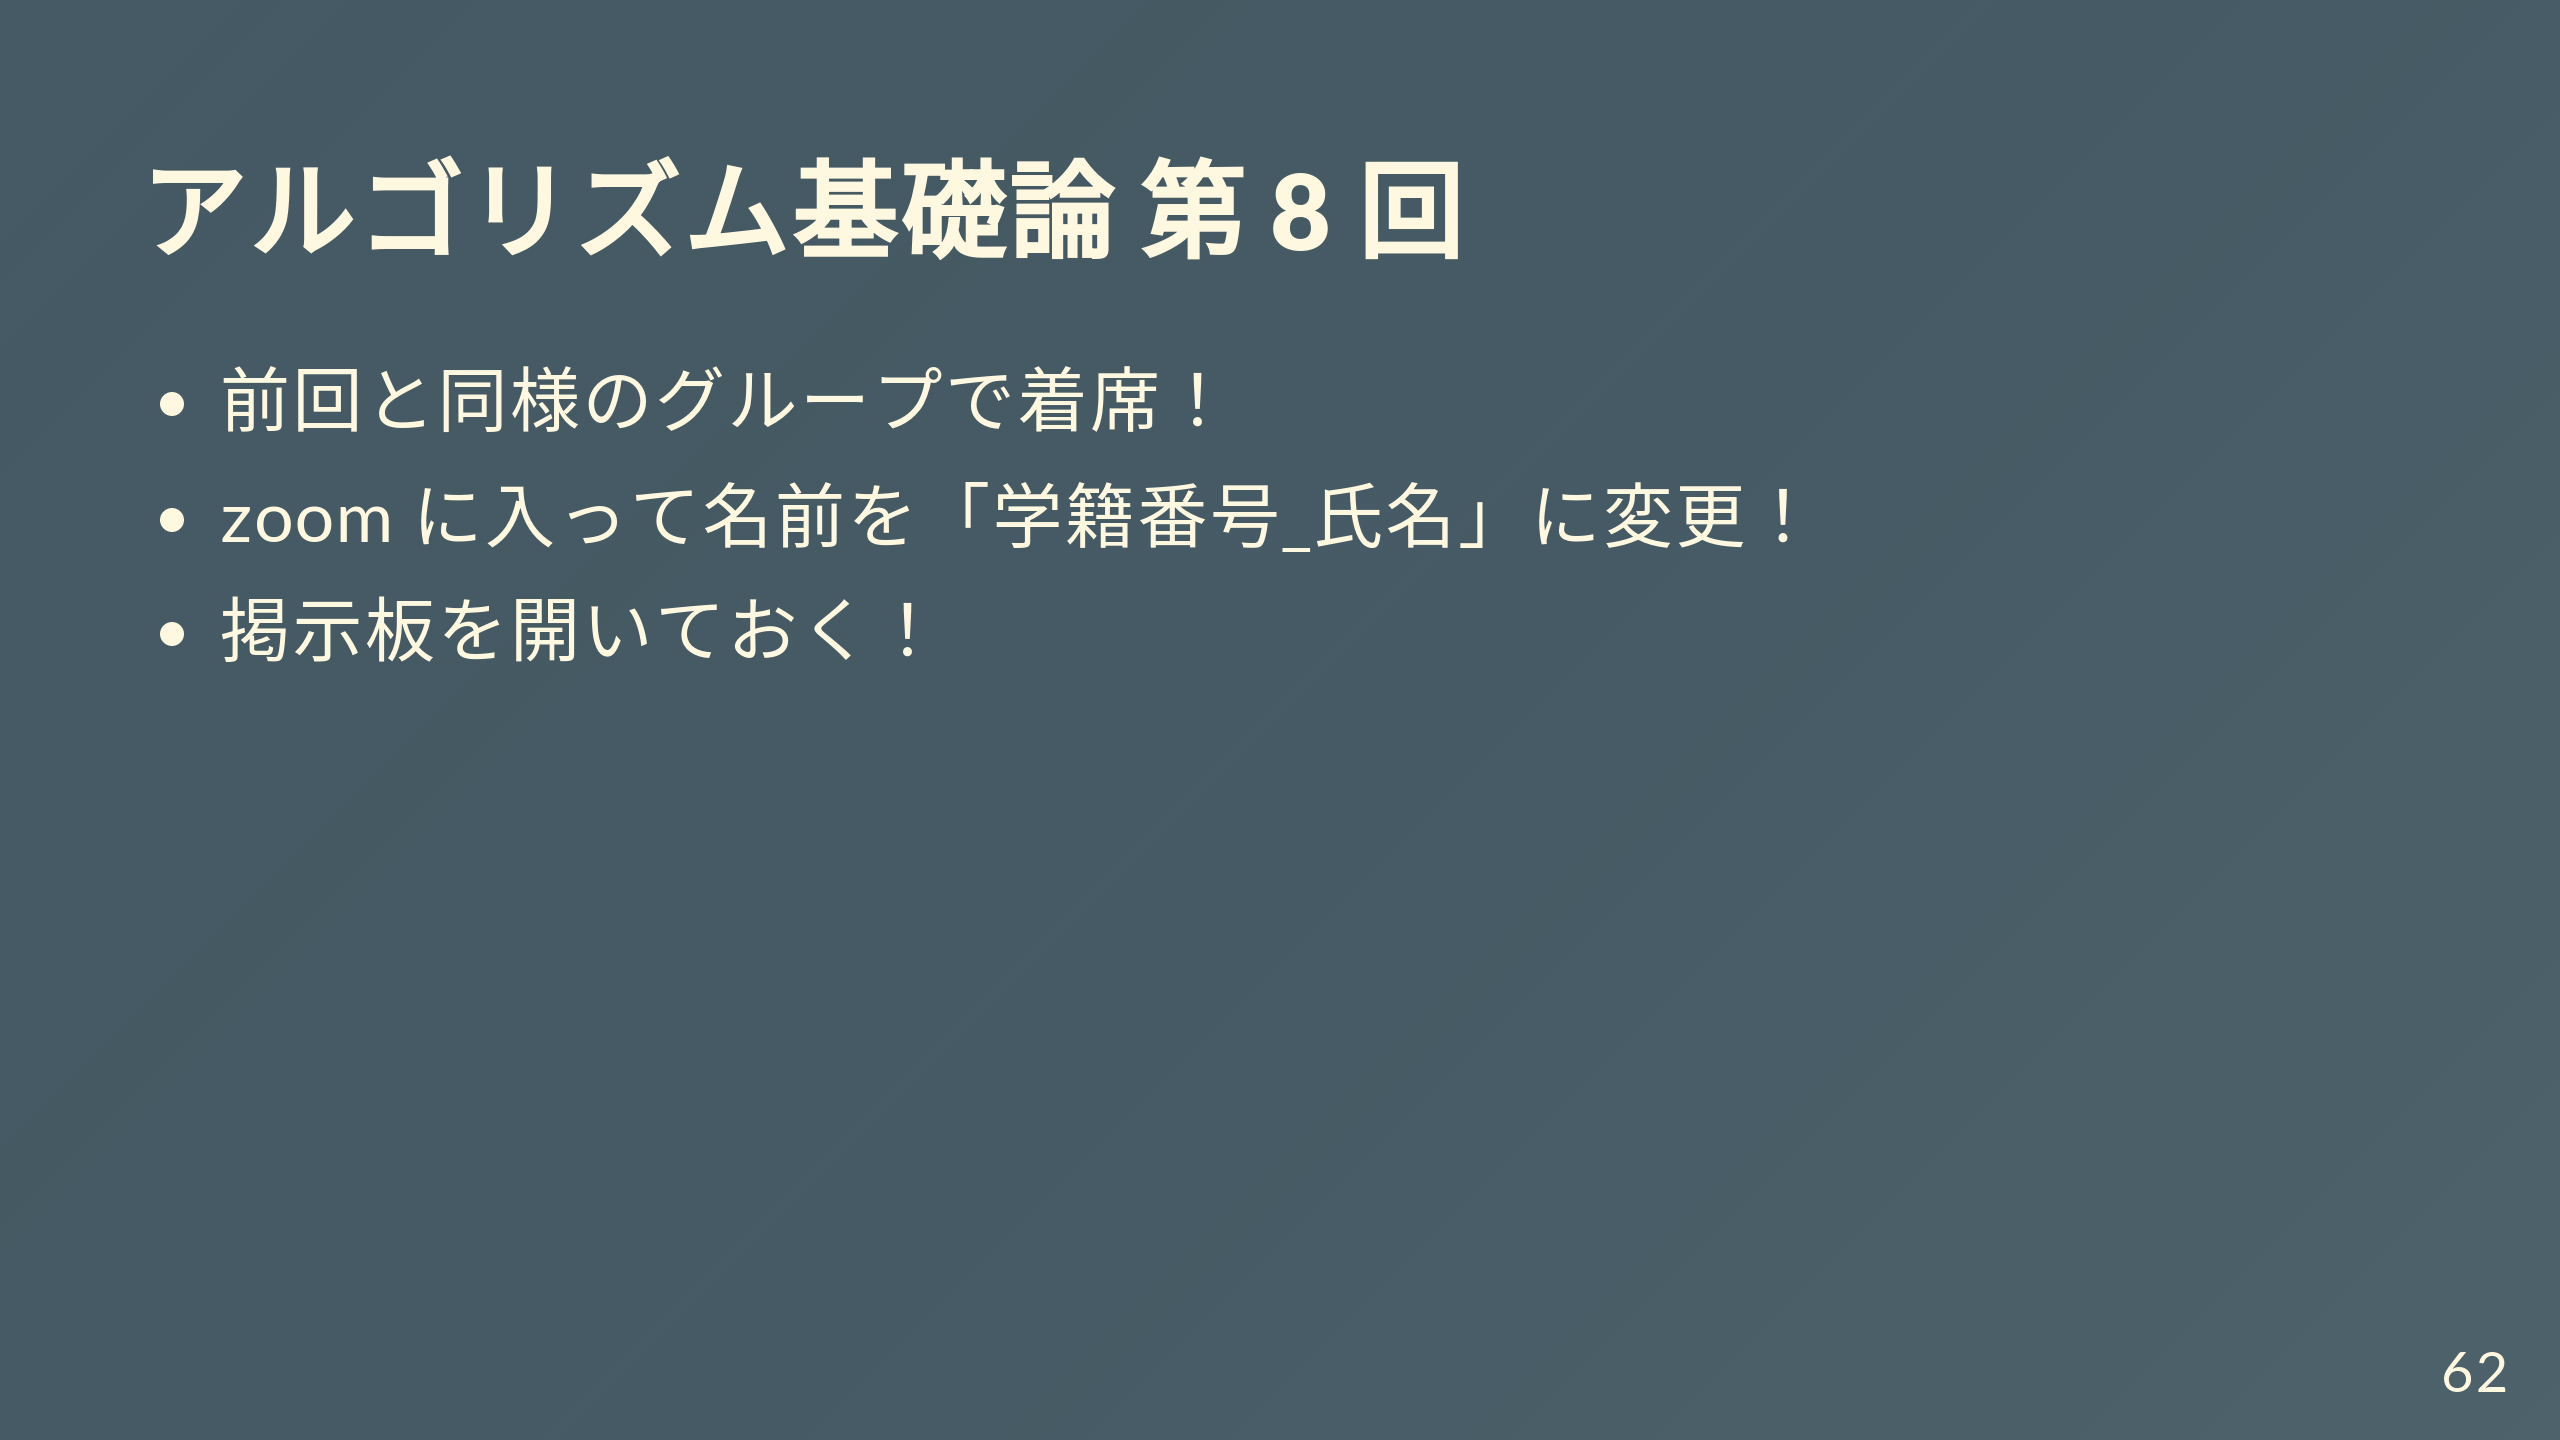 アルゴリズム基礎論 第 8 回
• 前回と同様のグループで着席！
• zoom に入って名前を「学籍番号_氏名」に変更！
• 掲示板を開いておく！
62